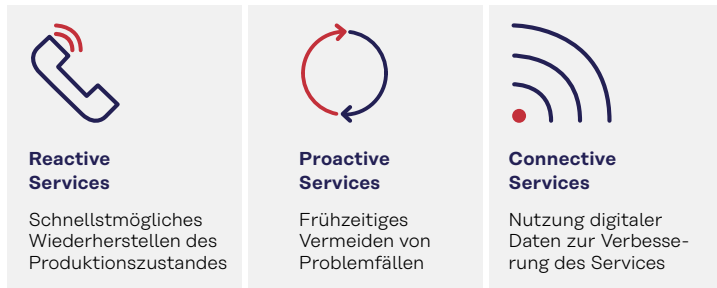 Reactive
Services
Schnellstmögliches
Wiederherstellen des
Produktionszustandes
Proactive
Services
Frühzeitiges
Vermeiden von
Problemfällen
Connective
Services
Nutzung digitaler
Daten zur Verbesse-
rung des Services